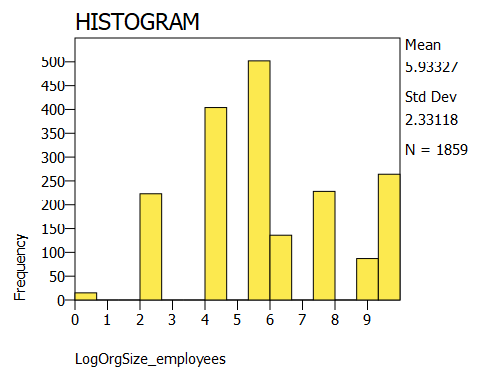 HISTOGRAM
Mean
5.93327
Std Dev
2.33118
N = 1859
500
450
400
350
300
250
200
150
100
50
0
Frequency
0 1 2 3 4 5 6 7 8 9
LogOrgSize_employees